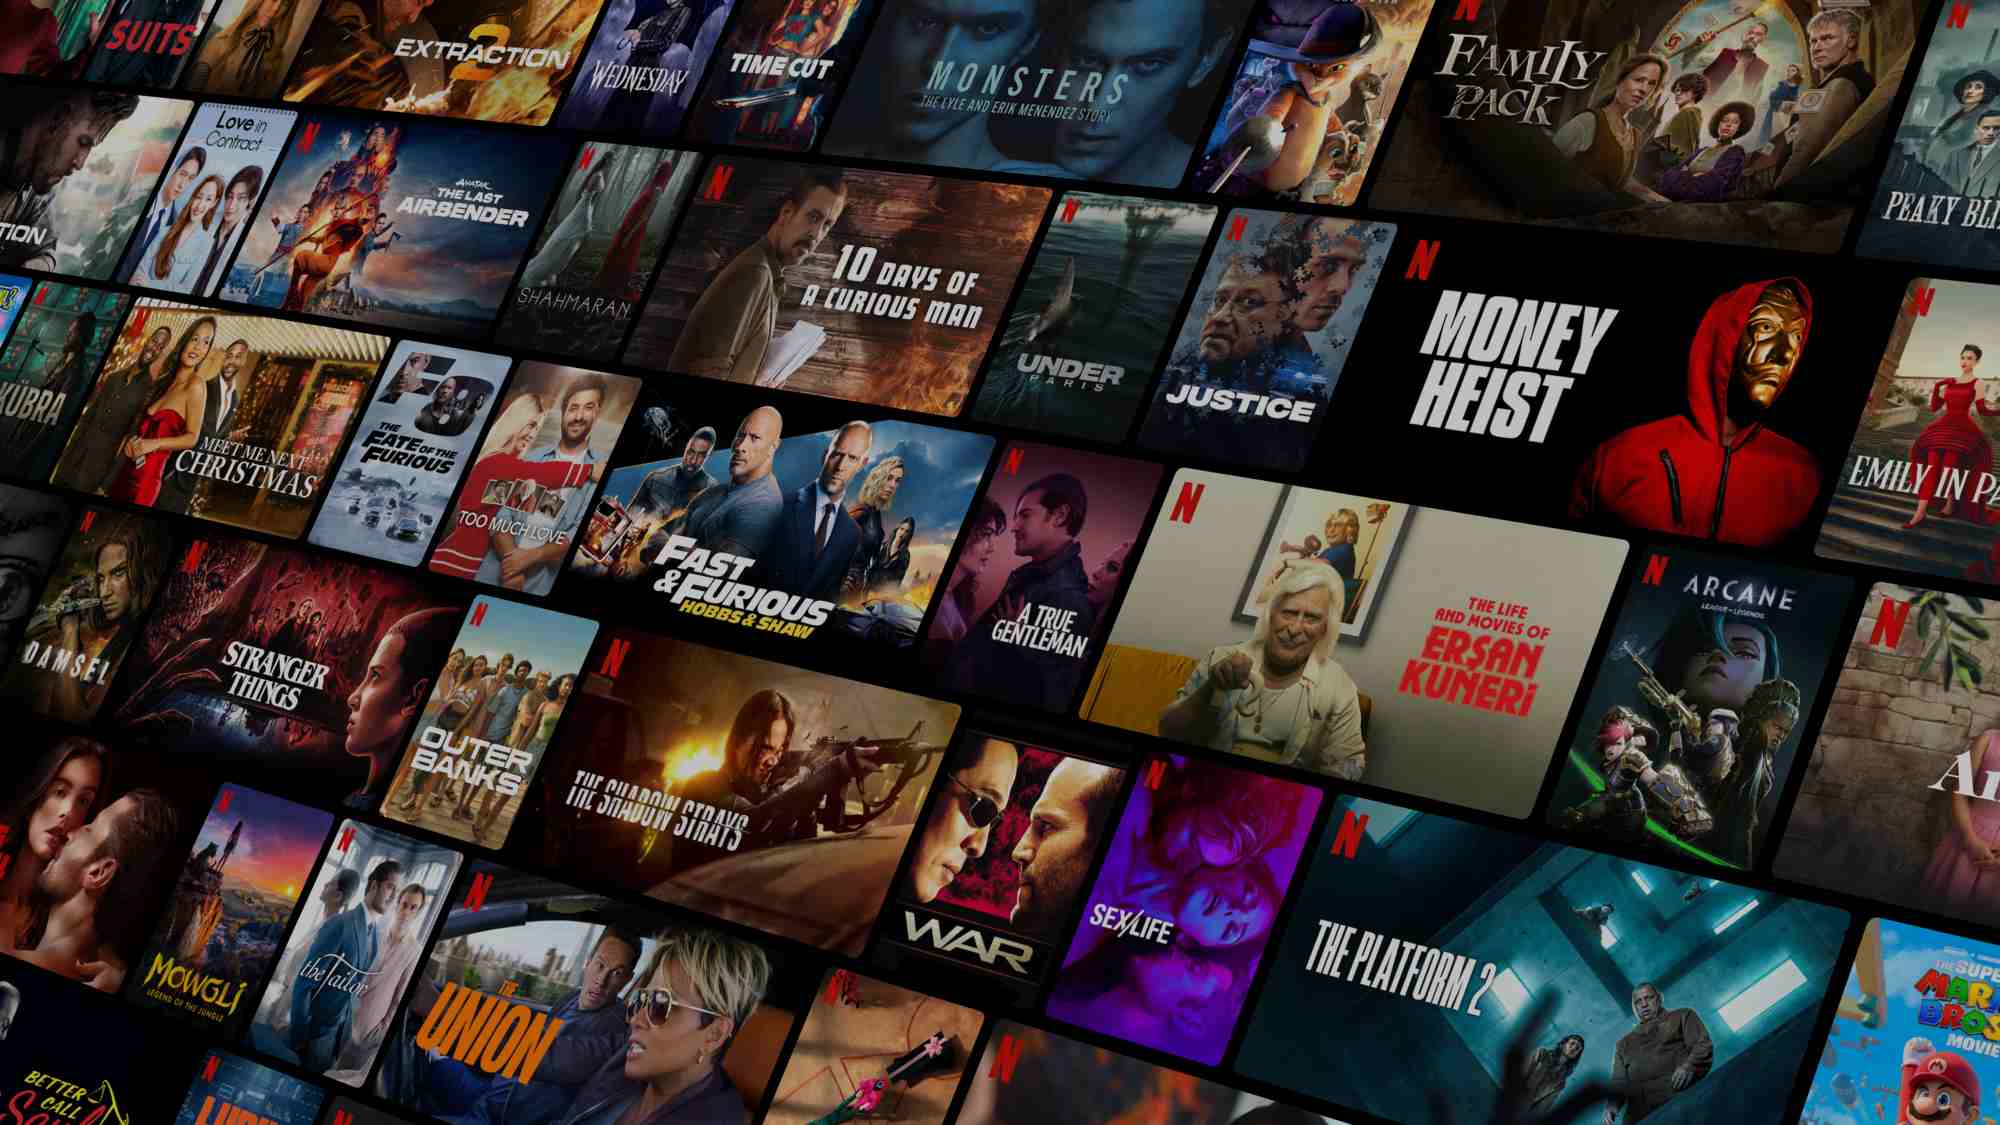 SUITS
EXTRACTION
2
WEDNESDAY
TIME CUT
MONSTERS
THE LYLE AND ERIK MENENDEZ STORY
N
FAMILY
PACK
N
PEAKY BLI
TION
Love in
Contract
N
AVATAR
THE LAST
AIRBENDER
N
SHAHMARAN
N
10 DAYS OF
A CURIOUS MAN
N
UNDER
PARIS
N
JUSTICE
N
MONEY
HEIST
N
EMILY IN PA
N
KÜBRA
N
MEET ME NEXT
CHRISTMAS
F8
THE
FATE OF THE
FURIOUS
TOO MUCH LOVE
FAST
& FURIOUS
HOBBS & SHAW
N
A TRUE
GENTLEMAN
N
THE LIFE
AND MOVIES OF
ERŞAN
KUNERİ
N
ARCANE
LEAGUE OF LEGENDS
N
N
DAMSEL
N
STRANGER
THINGS
N
OUTER
BANKS
N
THE SHADOW STRAYS
WAR
N
SEX/LIFE
N
THE PLATFORM 2
THE SUPER
MARIO
BROS
MOVIE
N
MOWGLI
LEGEND OF THE JUNGLE
N
the Tailor
N
THE
UNION
N
N
BETTER
CALL
Saul
N
N